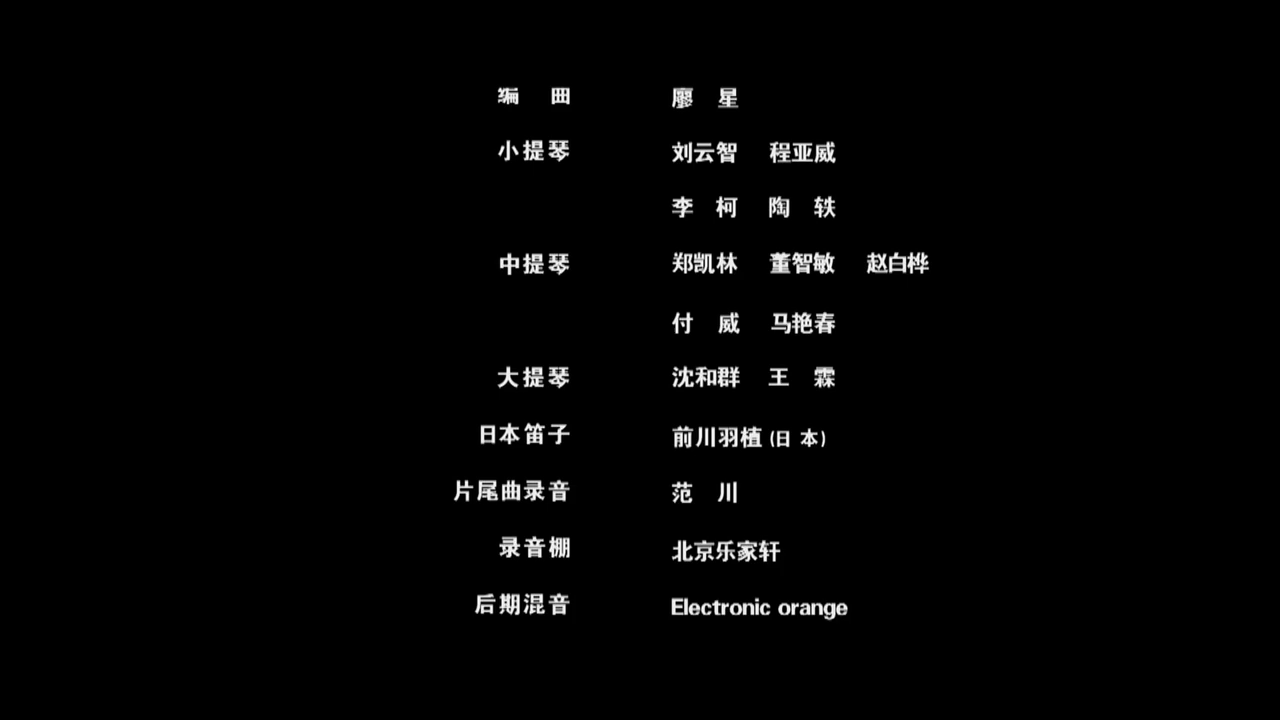 编 曲 廖 星
小提琴 刘云智 程亚威
李 柯 陶 轶
中提琴 郑凯林 董智敏 赵白桦
付 威 马艳春
大提琴 沈和群 王 霖
日本笛子 前川羽植(日 本)
片尾曲录音 范 川
录音棚 北京乐家轩
后期混音 Electronic orange